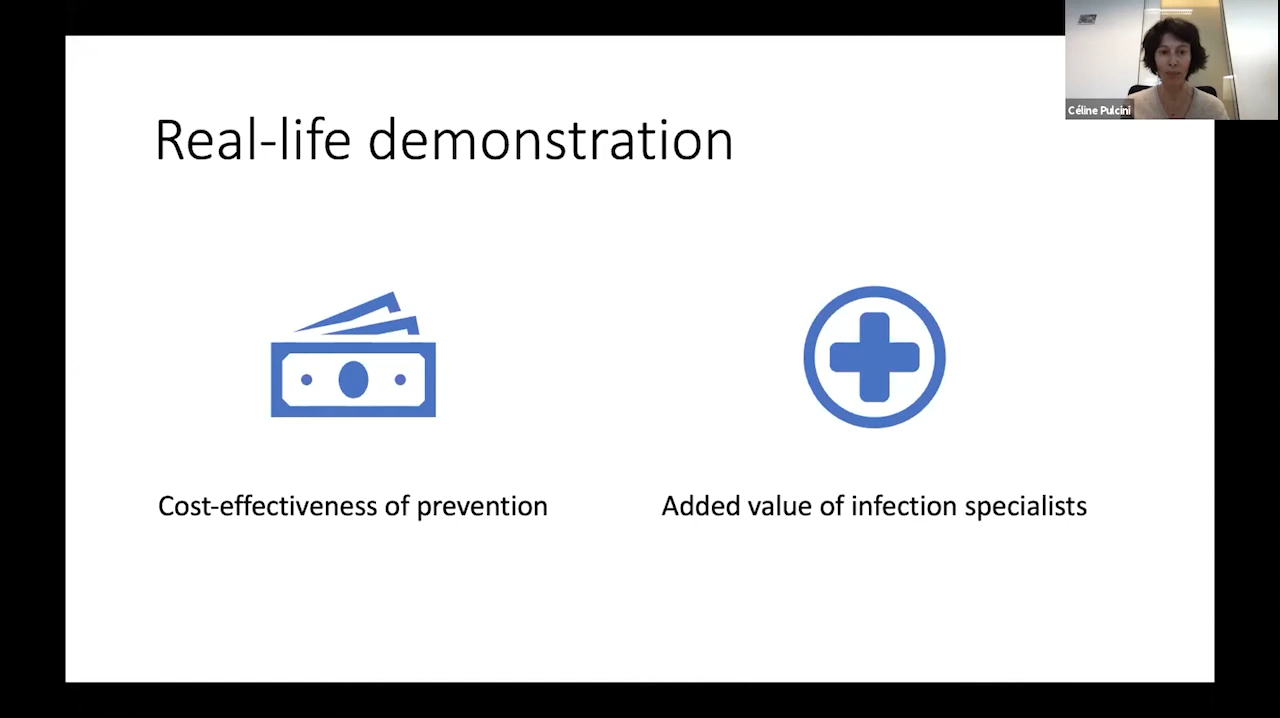 Real-life demonstration
Céline Pulcini
Cost-effectiveness of prevention
Added value of infection specialists